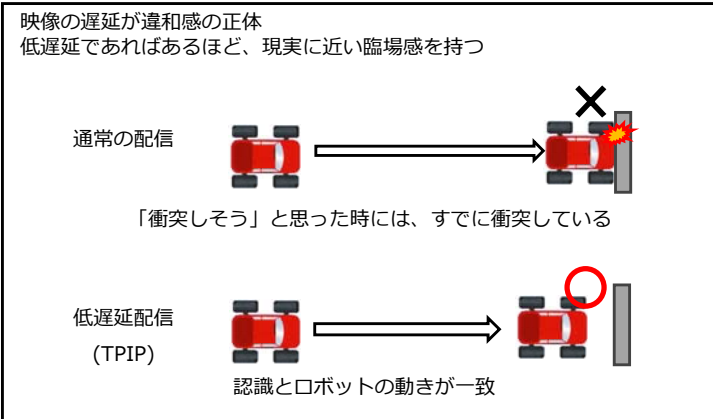 映像の遅延が違和感の正体
低遅延であればあるほど、現実に近い臨場感を持つ
通常の配信
「衝突しそう」と思った時には、すでに衝突している
低遅延配信
(TPIP)
認識とロボットの動きが一致